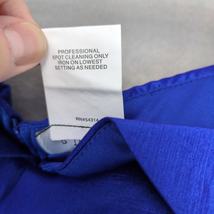 PROFESSIONAL
SPOT CLEANING ONLY
IRON ON LOWEST
SETTING AS NEEDED